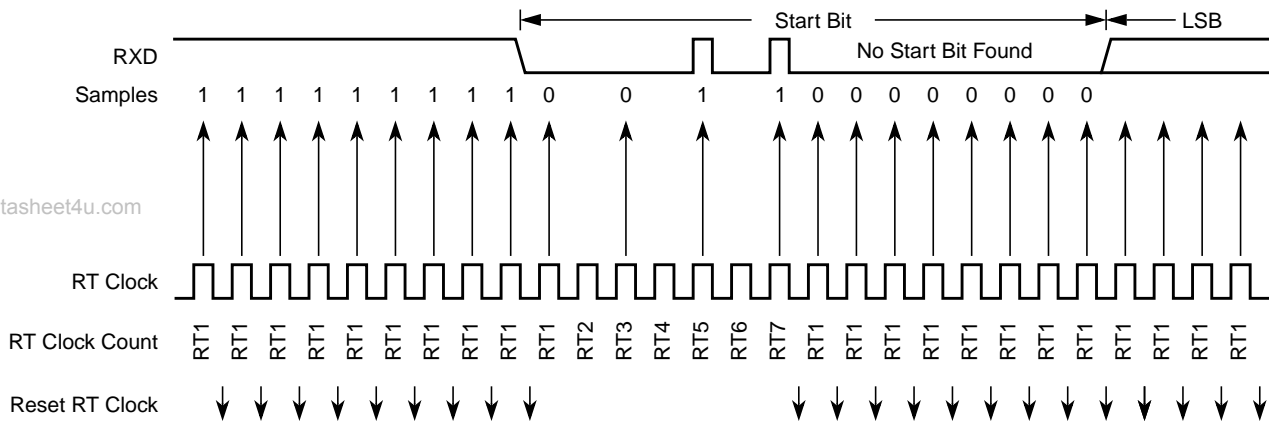 Start Bit LSB
RXD No Start Bit Found
Samples 1 1 1 1 1 1 1 1 1 0 0 1 1 0 0 0 0 0 0 0 0
tasheet4u.com
RT Clock
RT Clock Count RT1 RT1 RT1 RT1 RT1 RT1 RT1 RT1 RT1 RT1 RT2 RT3 RT4 RT5 RT6 RT7 RT1 RT1 RT1 RT1 RT1 RT1 RT1 RT1 RT1 RT1 RT1 RT1
Reset RT Clock